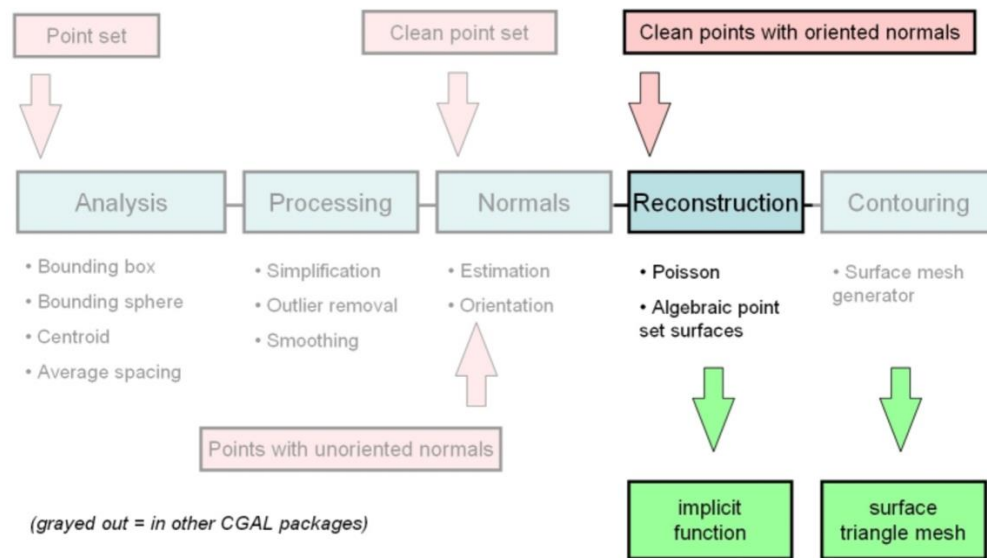 Point set
Clean point set
Clean points with oriented normals
Analysis
Processing
Normals
Reconstruction
Contouring
• Bounding box
• Bounding sphere
• Centroid
• Average spacing
• Simplification
• Outlier removal
• Smoothing
• Estimation
• Orientation
• Poisson
• Algebraic point
set surfaces
• Surface mesh
generator
Points with unoriented normals
(grayed out = in other CGAL packages)
implicit
function
surface
triangle mesh